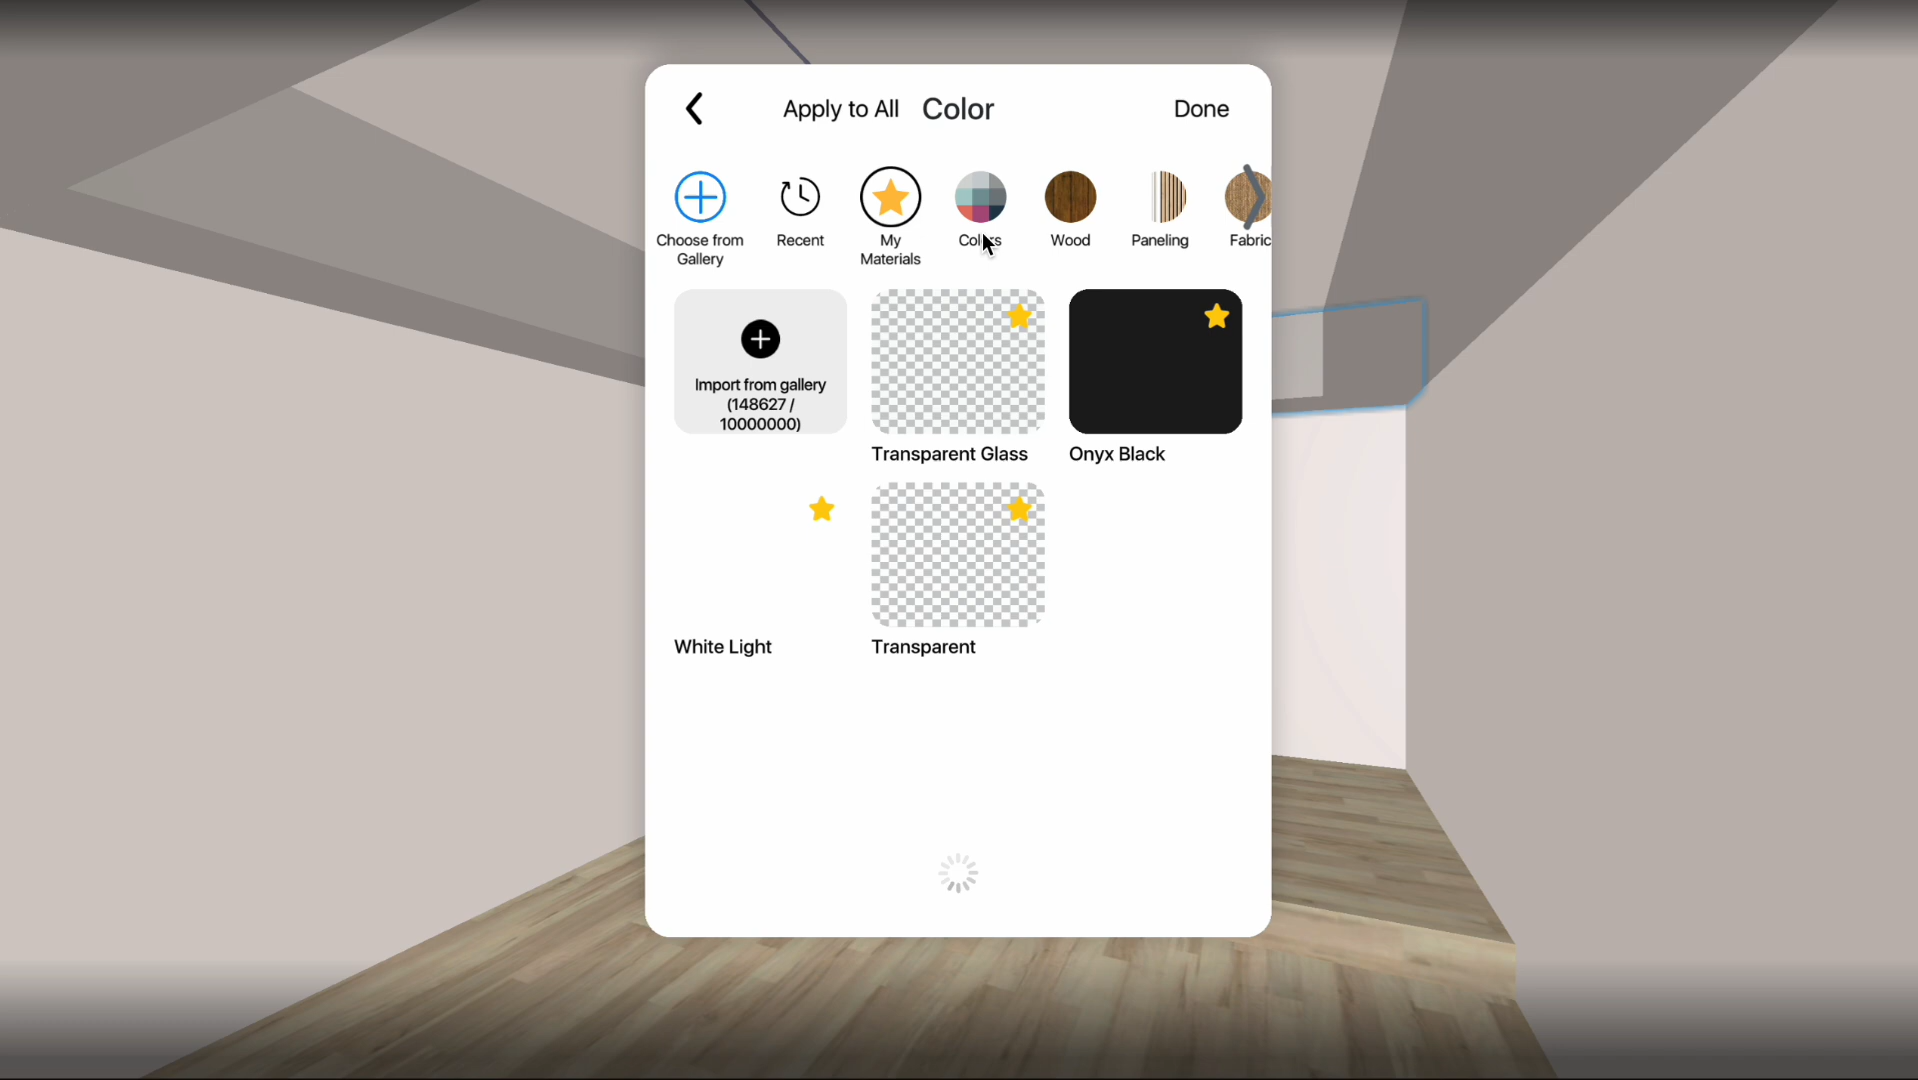 Apply to All Color Done
Choose from
Gallery
Recent
My
Materials
Colors
Wood
Paneling
Fabric
Import from gallery
(148627 /
10000000)
Transparent Glass
Onyx Black
White Light
Transparent